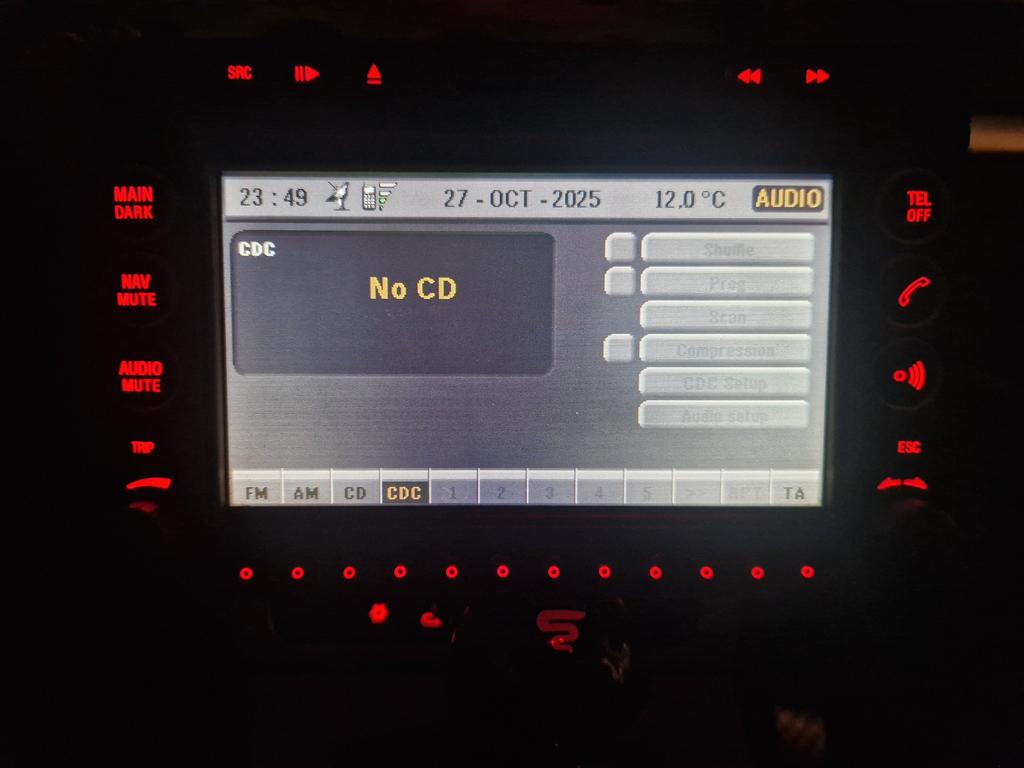 SRC
MAIN DARK
NAV MUTE
AUDIO MUTE
TRIP
23 : 49 27 - OCT - 2025 12.0 °C AUDIO
CDC
No CD
Shuffle
Prog
Scan
Compression
CDC Setup
Audio setup
FM AM CD CDC 1 2 3 4 5 >> RPT TA
TEL OFF
ESC